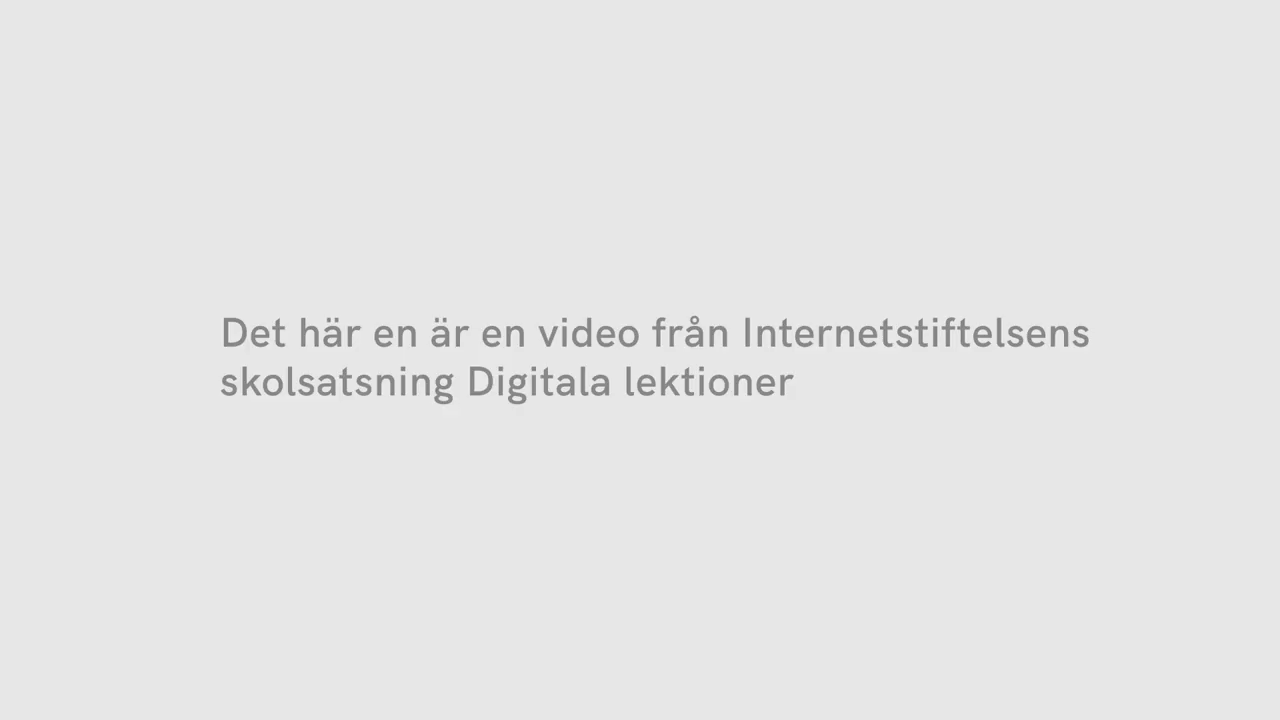 Det här en är en video från Internetstiftelsens
skolsatsning Digitala lektioner